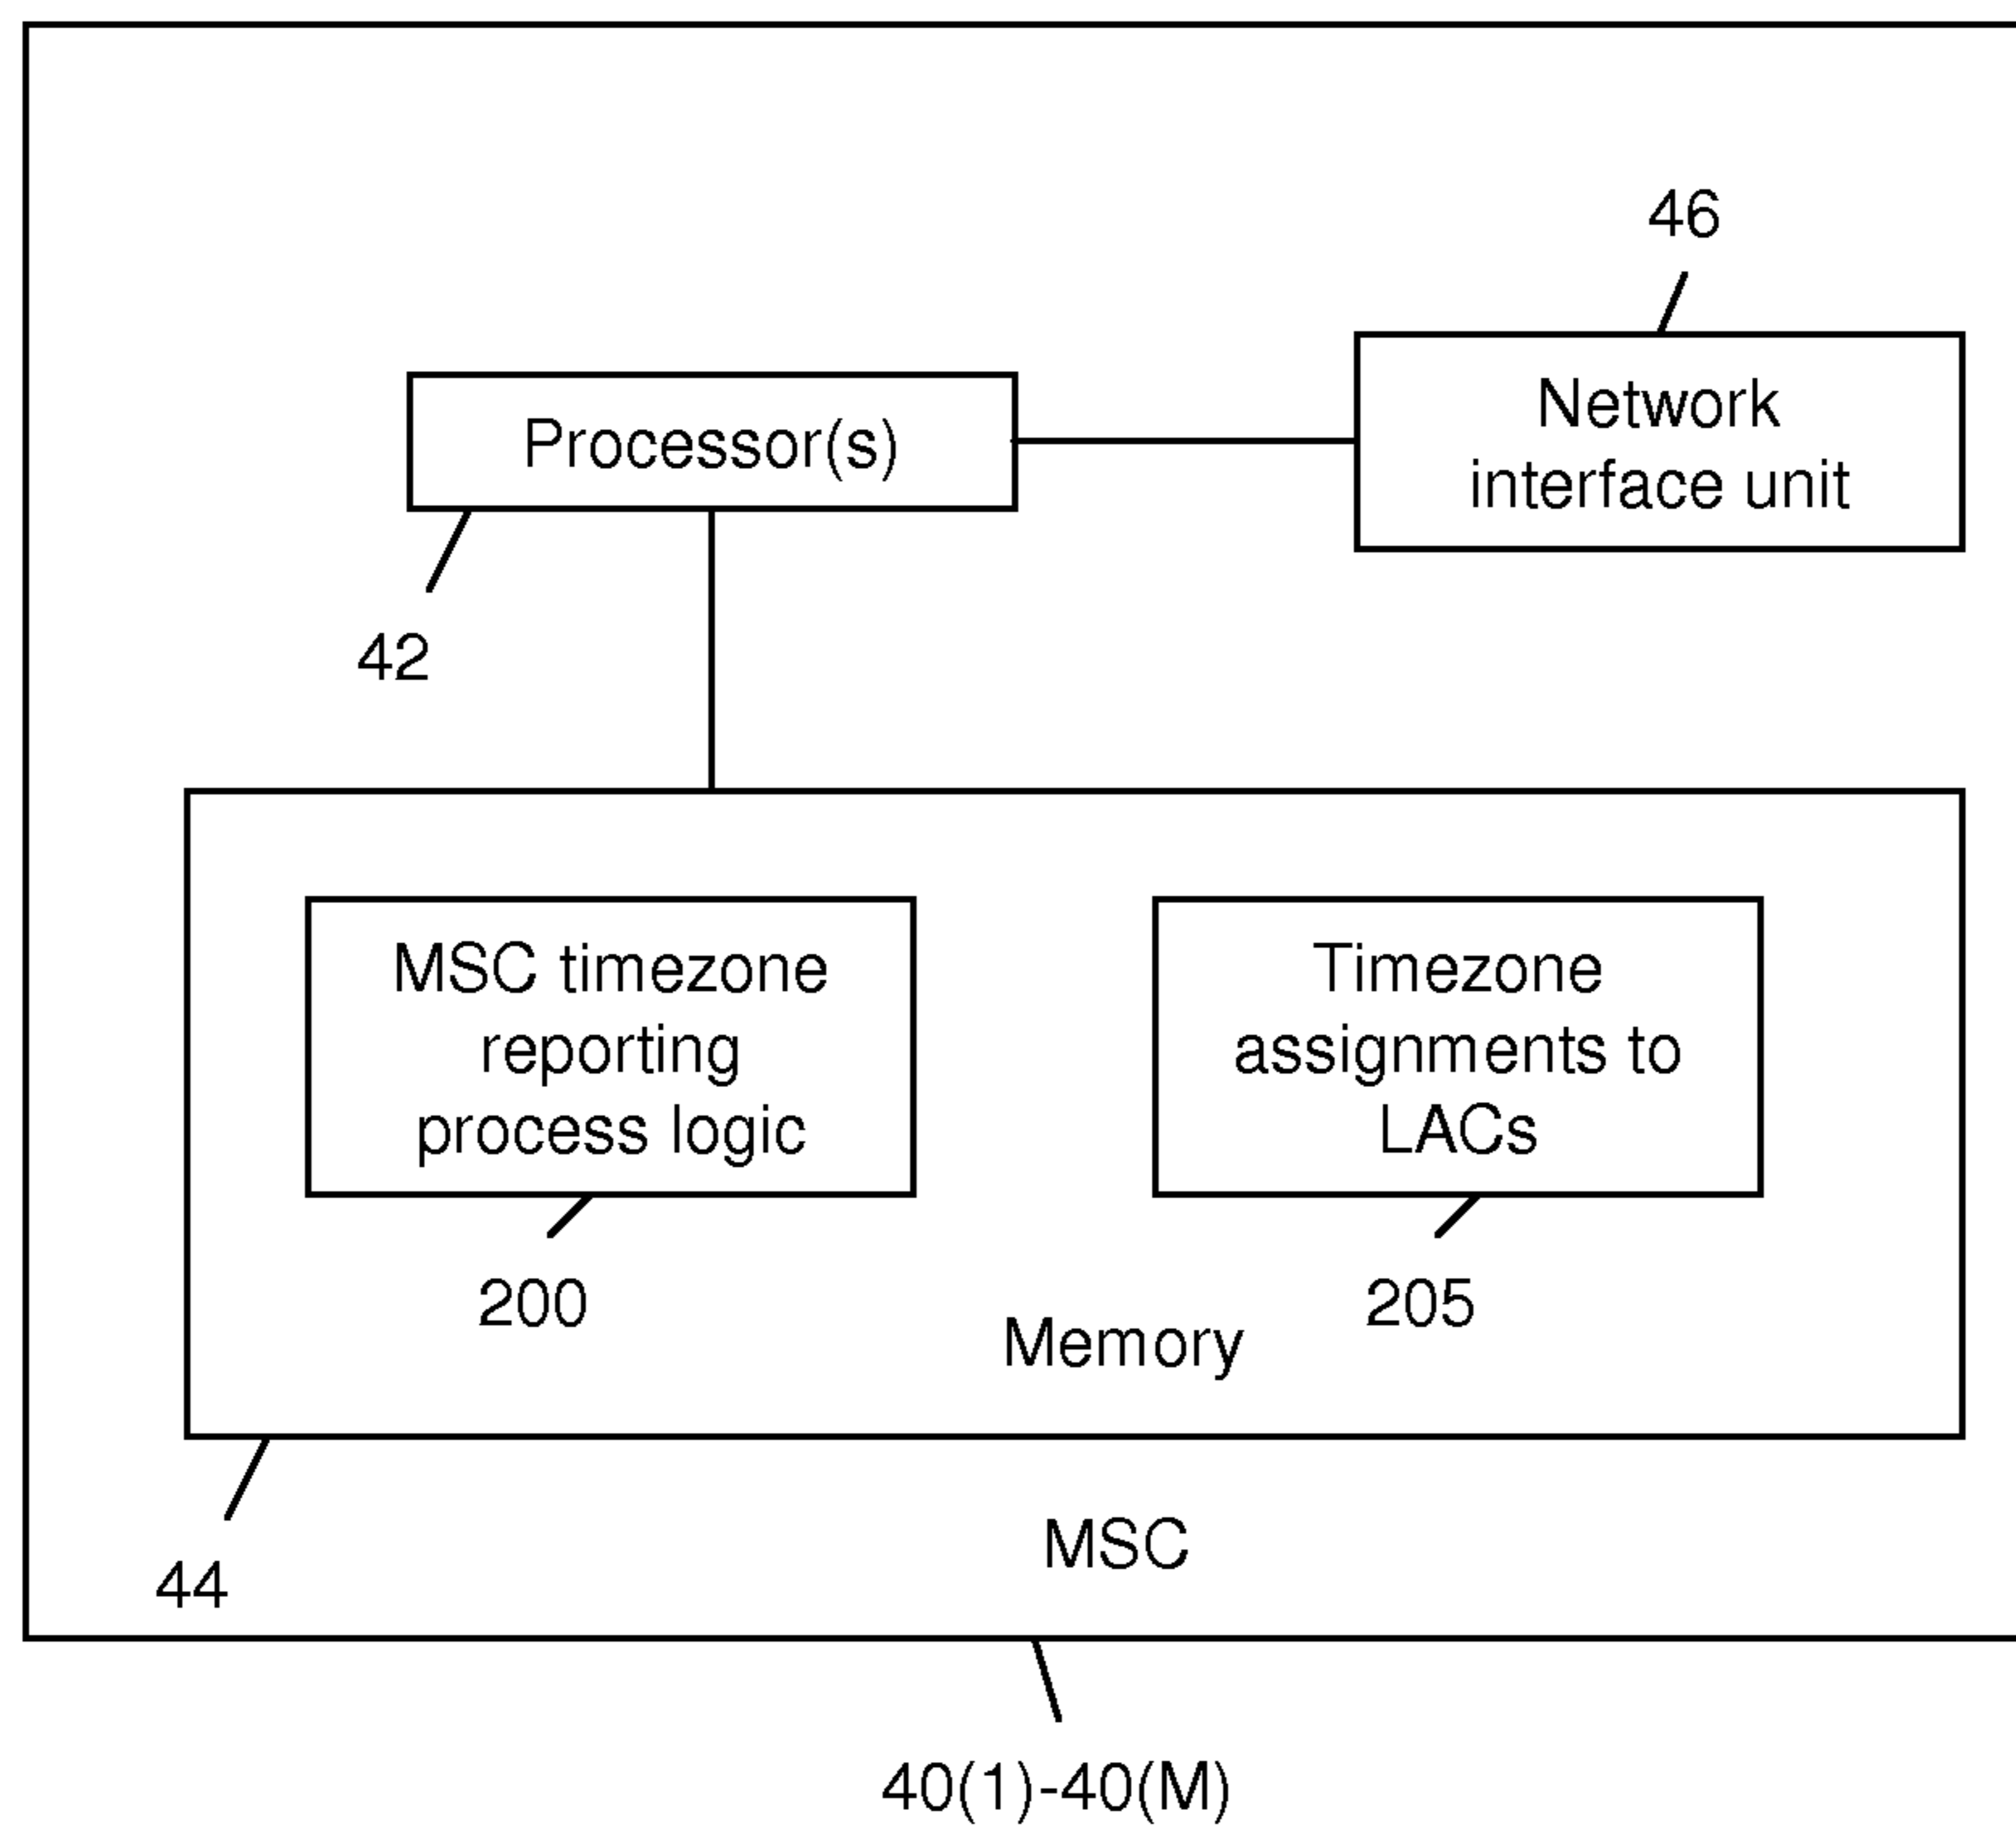 46
Processor(s)
Network
interface unit
42
MSC timezone
reporting
process logic
Timezone
assignments to
LACs
200
205
Memory
MSC
44
40(1)-40(M)